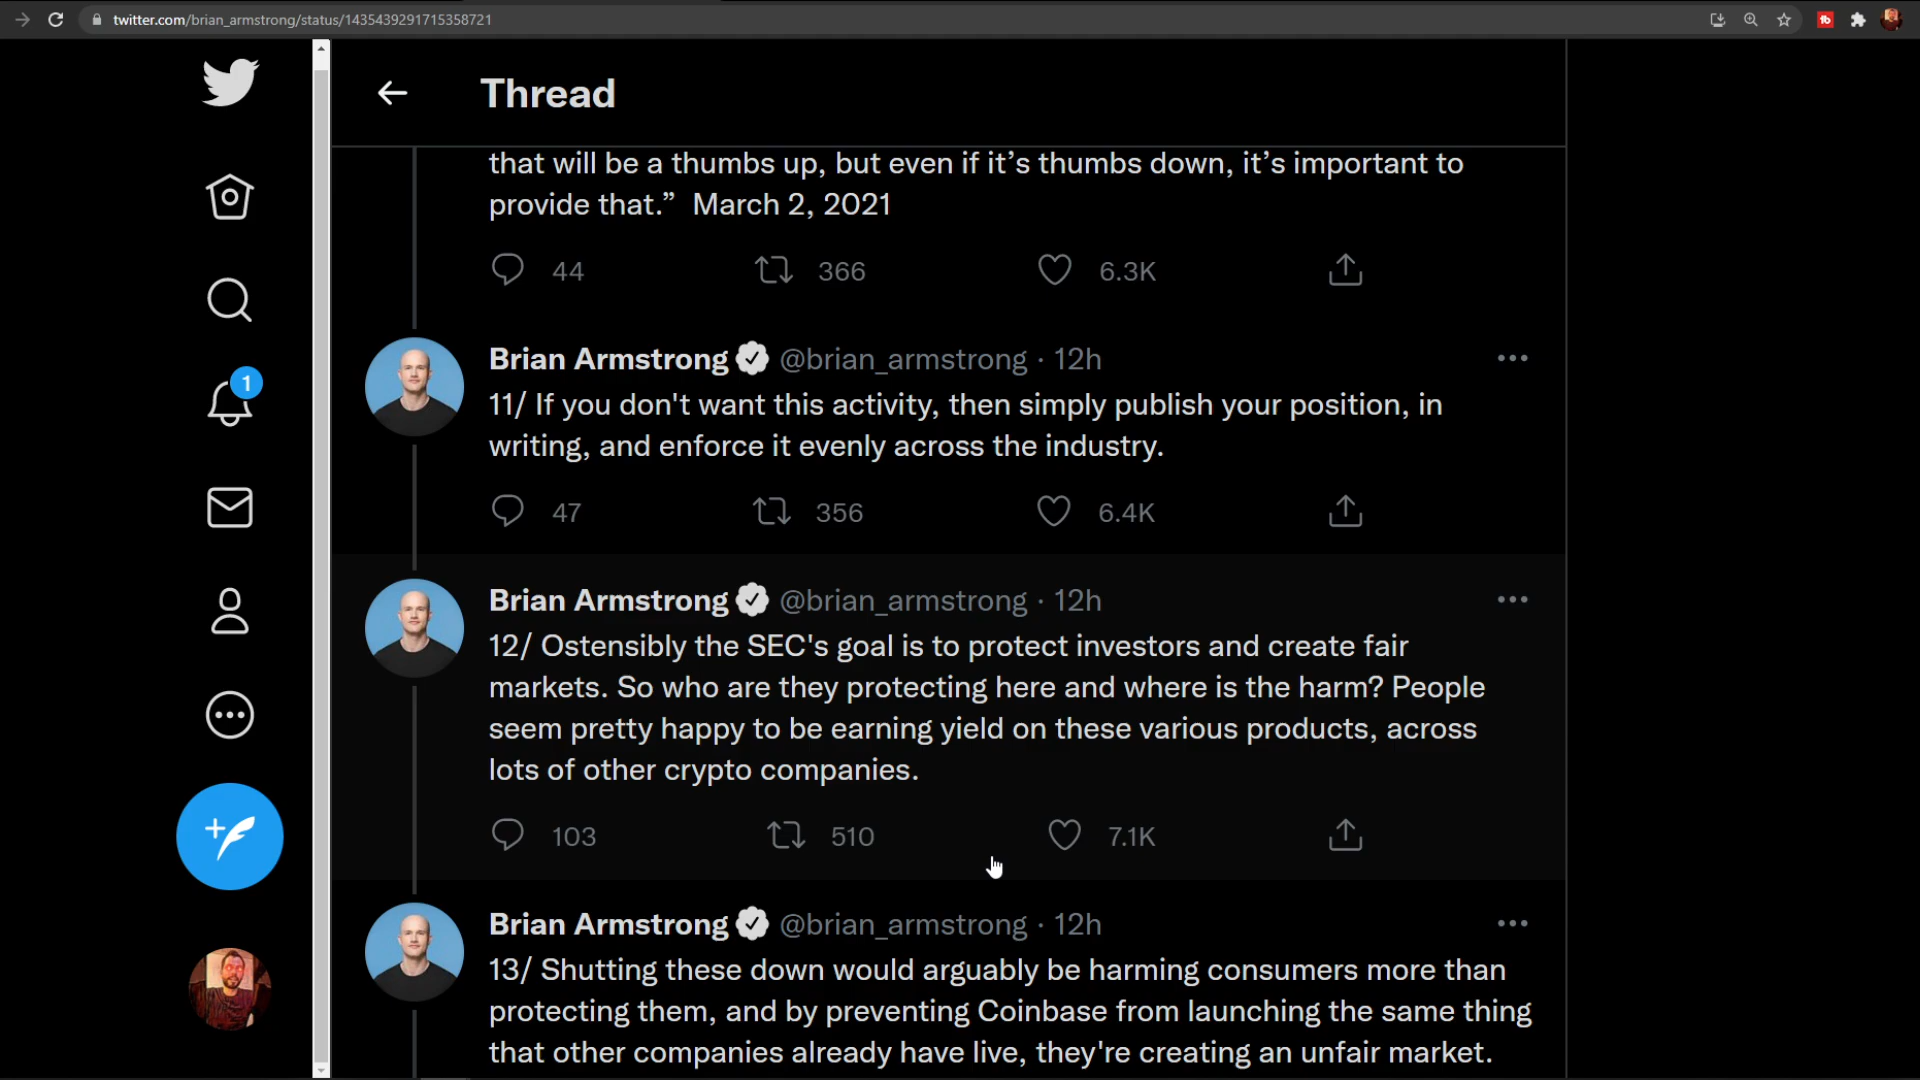 twitter.com/brian_armstrong/status/1435439291715358721
Thread
that will be a thumbs up, but even if it’s thumbs down, it’s important to
provide that.” March 2, 2021
44 366 6.3K
Brian Armstrong @brian_armstrong · 12h
11/ If you don't want this activity, then simply publish your position, in
writing, and enforce it evenly across the industry.
1
47 356 6.4K
Brian Armstrong @brian_armstrong · 12h
12/ Ostensibly the SEC's goal is to protect investors and create fair
markets. So who are they protecting here and where is the harm? People
seem pretty happy to be earning yield on these various products, across
lots of other crypto companies.
103 510 7.1K
Brian Armstrong @brian_armstrong · 12h
13/ Shutting these down would arguably be harming consumers more than
protecting them, and by preventing Coinbase from launching the same thing
that other companies already have live, they're creating an unfair market.